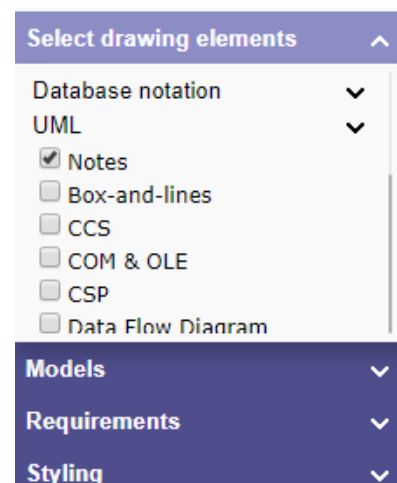 Select drawing elements
Database notation
UML
Notes
Box-and-lines
CCS
COM & OLE
CSP
Data Flow Diagram
Models
Requirements
Styling